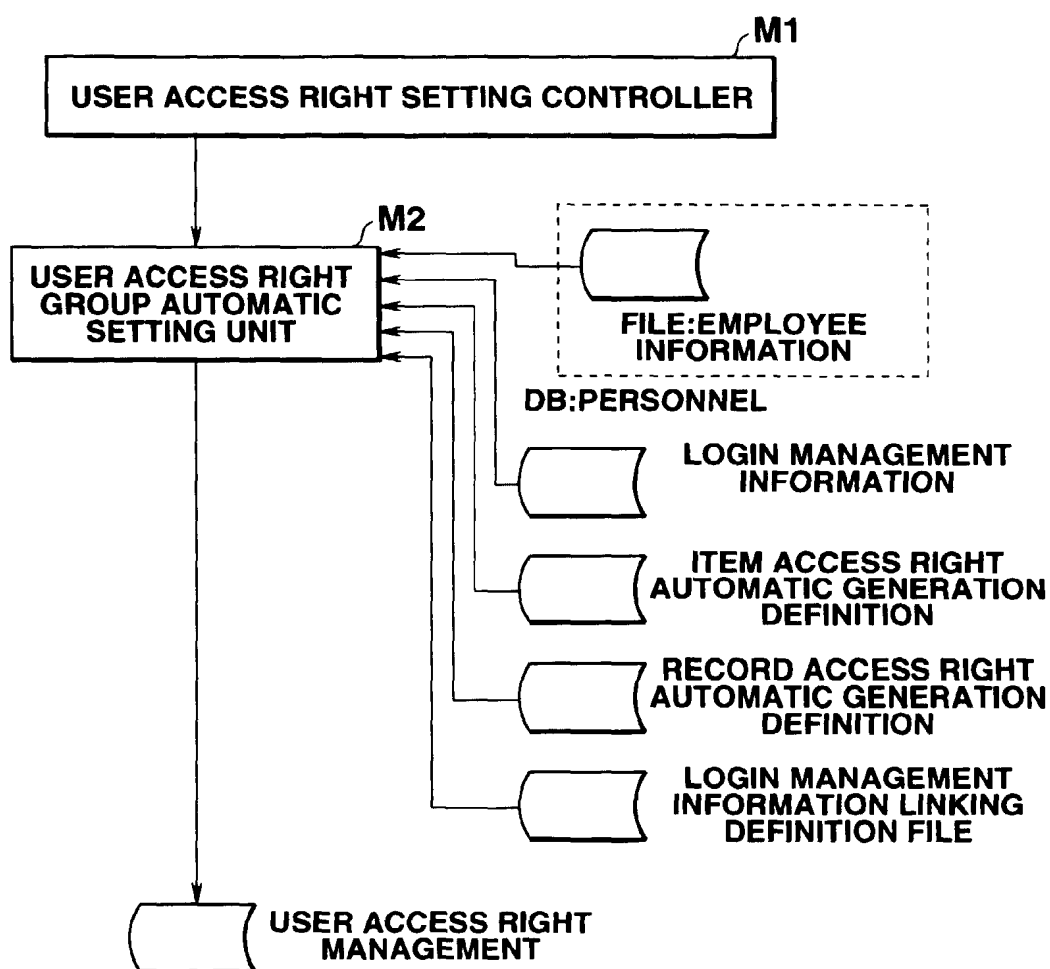 M1
USER ACCESS RIGHT SETTING CONTROLLER
M2
USER ACCESS RIGHT
GROUP AUTOMATIC
SETTING UNIT
FILE:EMPLOYEE
INFORMATION
DB:PERSONNEL
LOGIN MANAGEMENT
INFORMATION
ITEM ACCESS RIGHT
AUTOMATIC GENERATION
DEFINITION
RECORD ACCESS RIGHT
AUTOMATIC GENERATION
DEFINITION
LOGIN MANAGEMENT
INFORMATION LINKING
DEFINITION FILE
USER ACCESS RIGHT
MANAGEMENT